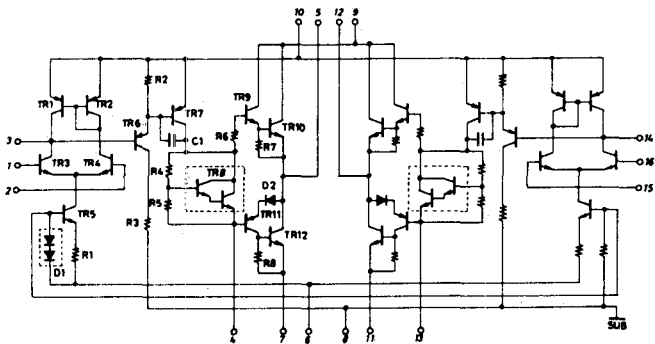 10 5 12 9
TR1 TR2 R2
TR6 TR7 TR9
C1 R6 TR10
R7
3 14
1 TR3 TR4 R4 TR8 16
2 D2 15
R5 TR11
TR5 R3 TR12
R1 R8
D1
SUB
4 7 6 8 11 13